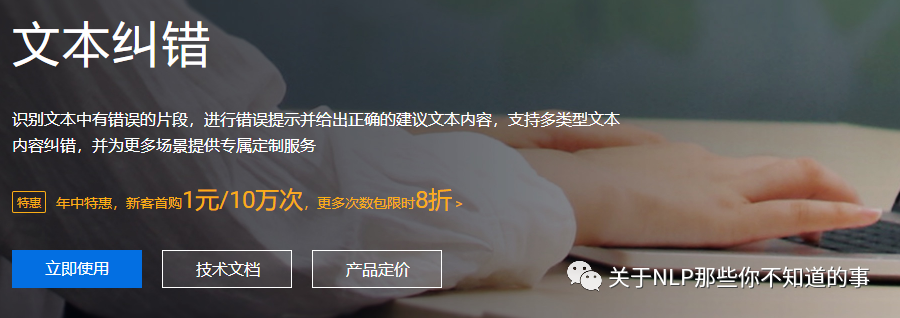 文本纠错
识别文本中有错误的片段，进行错误提示并给出正确的建议文本内容，支持多类型文本
内容纠错，并为更多场景提供专属定制服务
特惠 年中特惠，新客首购1元/10万次，更多次数包限时8折 >
立即使用 技术文档 产品定价
关于NLP那些你不知道的事